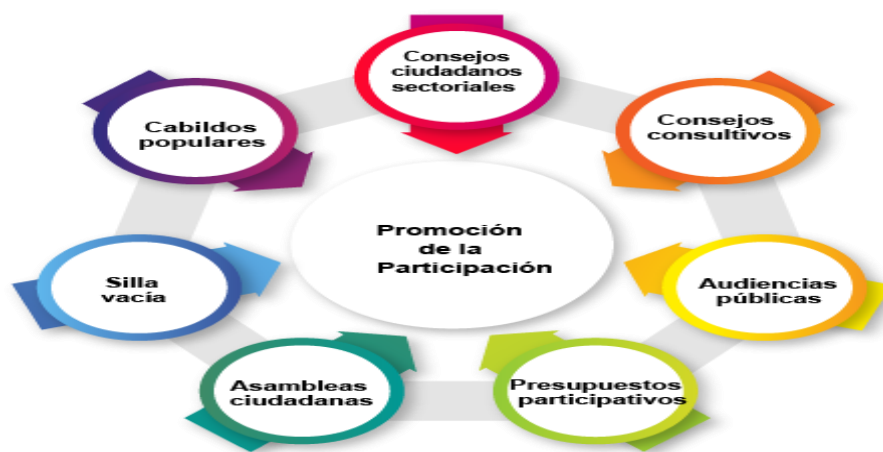 Consejos
ciudadanos
sectoriales
Consejos
consultivos
Audiencias
públicas
Presupuestos
participativos
Asambleas
ciudadanas
Silla
vacía
Cabildos
populares
Promoción
de la
Participación